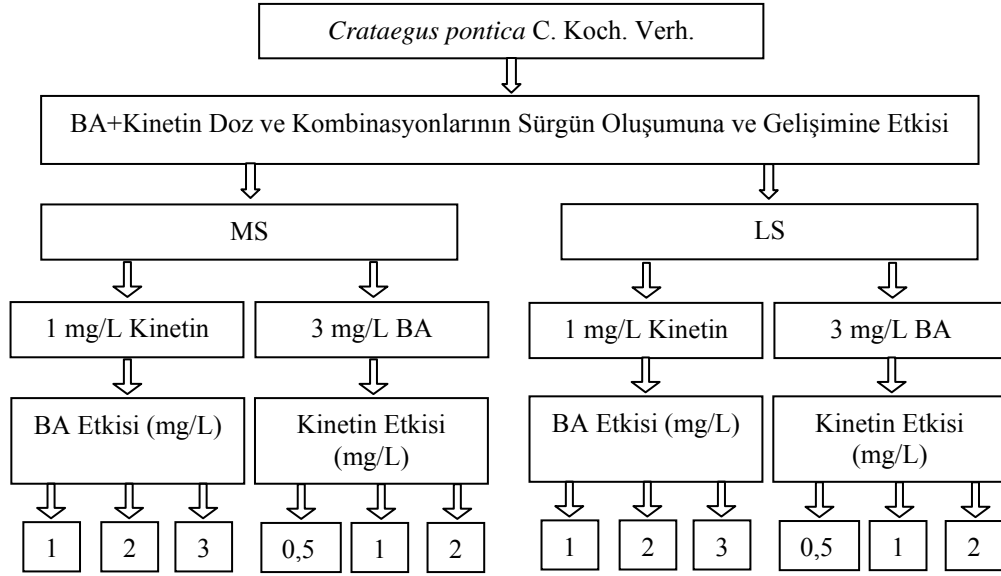 Crataegus pontica C. Koch. Verh.
BA+Kinetin Doz ve Kombinasyonlarının Sürgün Oluşumuna ve Gelişimine Etkisi
MS
LS
1 mg/L Kinetin
3 mg/L BA
1 mg/L Kinetin
3 mg/L BA
BA Etkisi (mg/L)
Kinetin Etkisi
(mg/L)
BA Etkisi (mg/L)
Kinetin Etkisi
(mg/L)
1
2
3
0,5
1
2
1
2
3
0,5
1
2